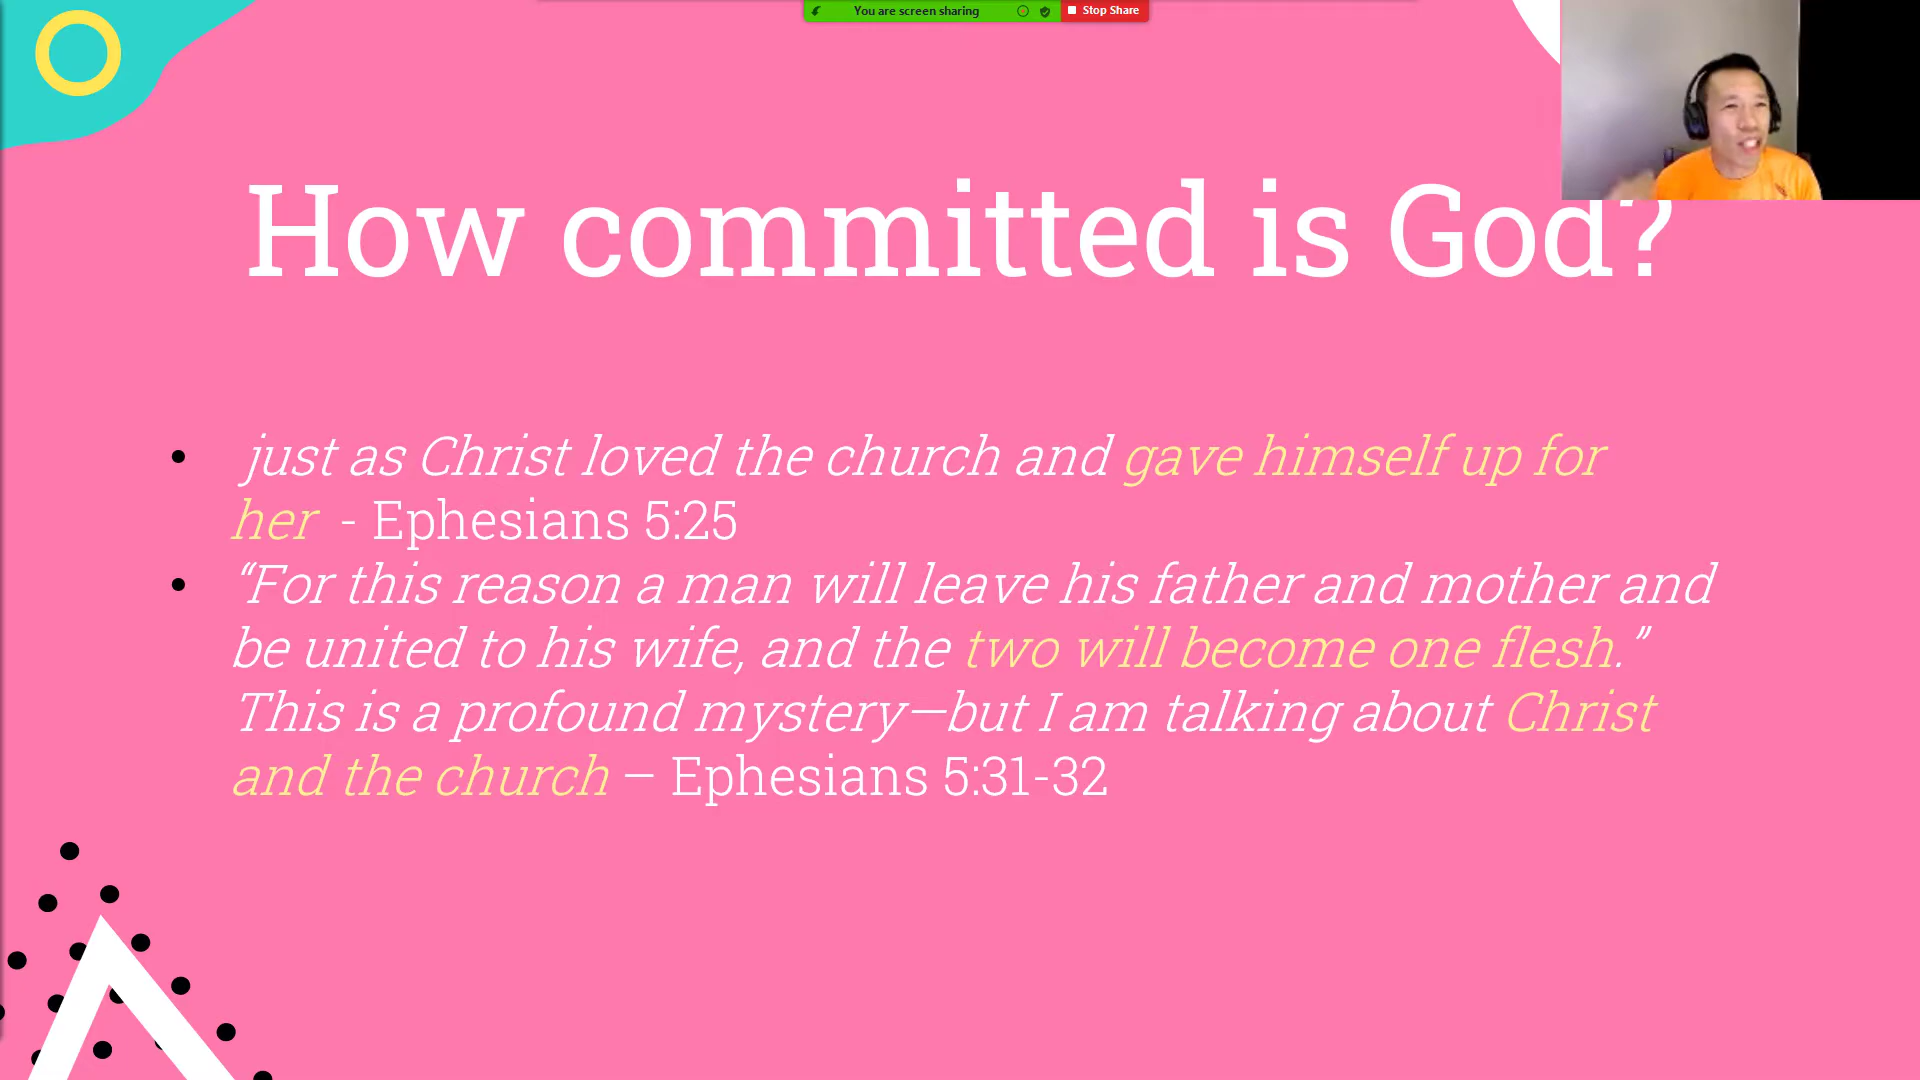 You are screen sharing
Stop Share
How committed is God?
just as Christ loved the church and gave himself up for
her - Ephesians 5:25
“For this reason a man will leave his father and mother and
be united to his wife, and the two will become one flesh.”
This is a profound mystery—but I am talking about Christ
and the church – Ephesians 5:31-32